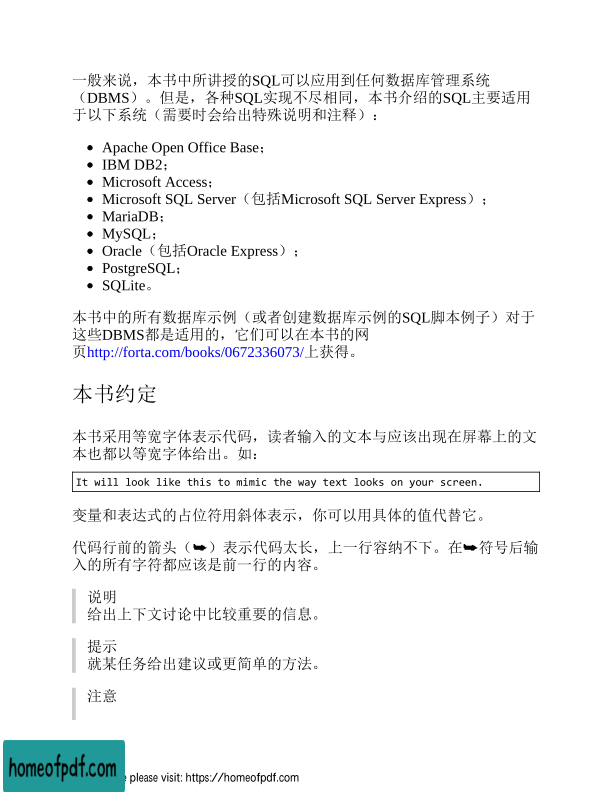 一般来说，本书中所讲授的SQL可以应用到任何数据库管理系统
（DBMS）。但是，各种SQL实现不尽相同，本书介绍的SQL主要适用
于以下系统（需要时会给出特殊说明和注释）：
• Apache Open Office Base；
• IBM DB2；
• Microsoft Access；
• Microsoft SQL Server（包括Microsoft SQL Server Express）；
• MariaDB；
• MySQL；
• Oracle（包括Oracle Express）；
• PostgreSQL；
• SQLite。
本书中的所有数据库示例（或者创建数据库示例的SQL脚本例子）对于
这些DBMS都是适用的，它们可以在本书的网
页http://forta.com/books/0672336073/上获得。
本书约定
本书采用等宽字体表示代码，读者输入的文本与应该出现在屏幕上的文
本也都以等宽字体给出。如：
It will look like this to mimic the way text looks on your screen.
变量和表达式的占位符用斜体表示，你可以用具体的值代替它。
代码行前的箭头（➥）表示代码太长，上一行容纳不下。在➥符号后输
入的所有字符都应该是前一行的内容。
说明
给出上下文讨论中比较重要的信息。
提示
就某任务给出建议或更简单的方法。
注意
homeofpdf.com
please visit: https://homeofpdf.com